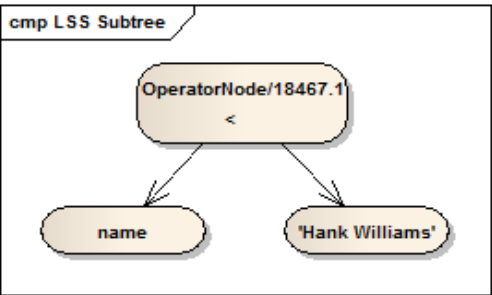 cmp LSS Subtree
OperatorNode/18467.1
<
name
'Hank Williams'